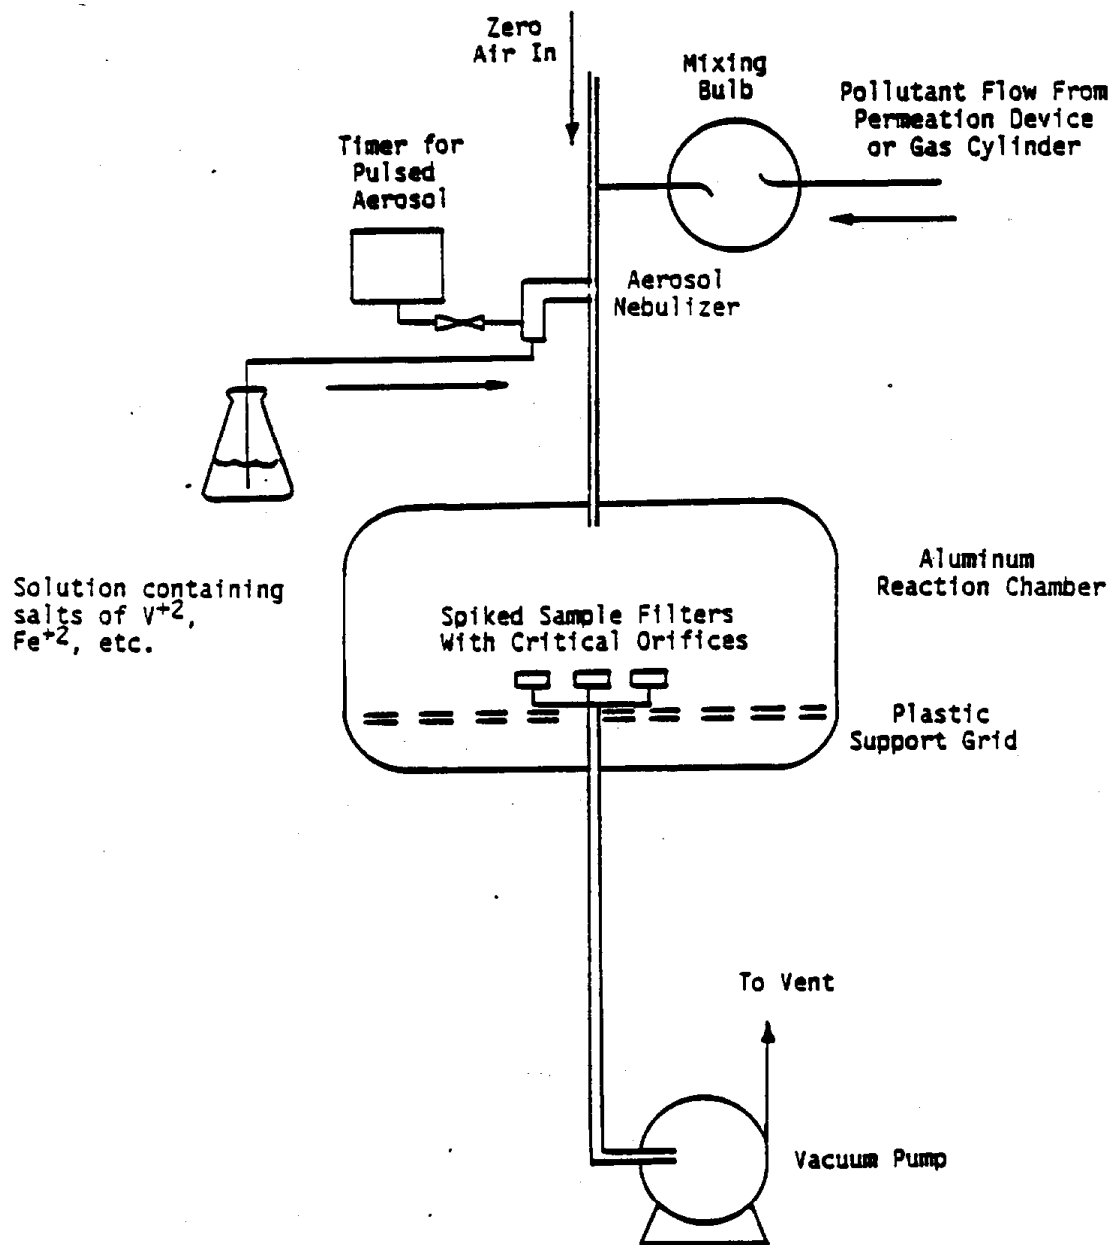 Zero
Air In
Mixing
Bulb
Pollutant Flow From
Permeation Device
or Gas Cylinder
Timer for
Pulsed
Aerosol
Aerosol
Nebulizer
Solution containing
salts of V+2,
Fe+2, etc.
Aluminum
Reaction Chamber
Spiked Sample Filters
With Critical Orifices
Plastic
Support Grid
To Vent
Vacuum Pump